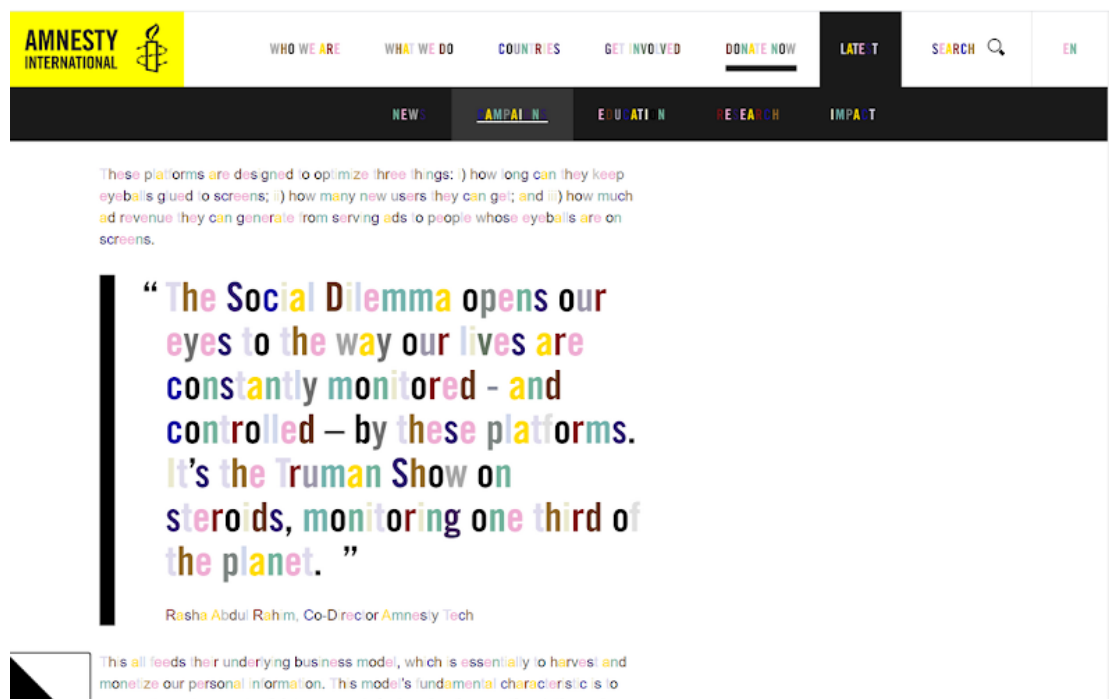 AMNESTY
INTERNATIONAL
WHO WE ARE
WHAT WE DO
COUNTRIES
GET INVOLVED
DONATE NOW
LATEST
SEARCH
EN
NEWS
CAMPAIGNS
EDUCATION
RESEARCH
IMPACT
These platforms are designed to optimize three things: i) how long can they keep
eyeballs glued to screens; ii) how many new users they can get; and iii) how much
ad revenue they can generate from serving ads to people whose eyeballs are on
screens.
“ The Social Dilemma opens our
eyes to the way our lives are
constantly monitored - and
controlled – by these platforms.
It’s the Truman Show on
steroids, monitoring one third of
the planet. ”
Rasha Abdul Rahim, Co-Director Amnesty Tech
This all feeds their underlying business model, which is essentially to harvest and
monetize our personal information. This model's fundamental characteristic is to